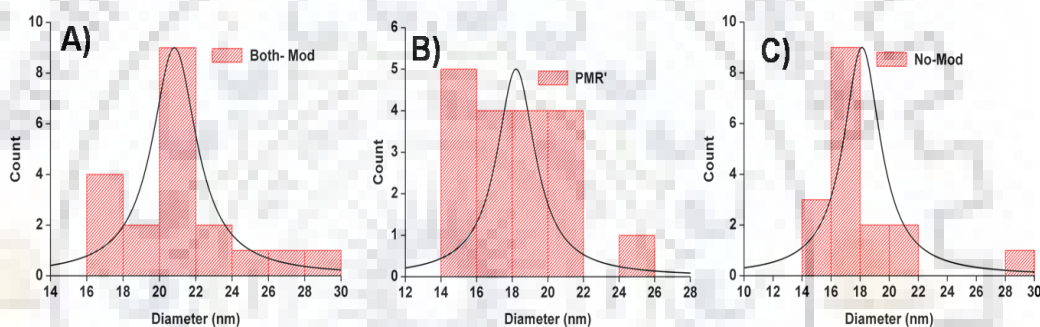 A)
Both- Mod
10
8
6
4
2
0
Count
14 16 18 20 22 24 26 28 30
Diameter (nm)
B)
PMR'
6
5
4
3
2
1
0
Count
12 14 16 18 20 22 24 26 28
Diameter (nm)
C)
No-Mod
10
8
6
4
2
0
Count
10 12 14 16 18 20 22 24 26 28 30
Diameter (nm)